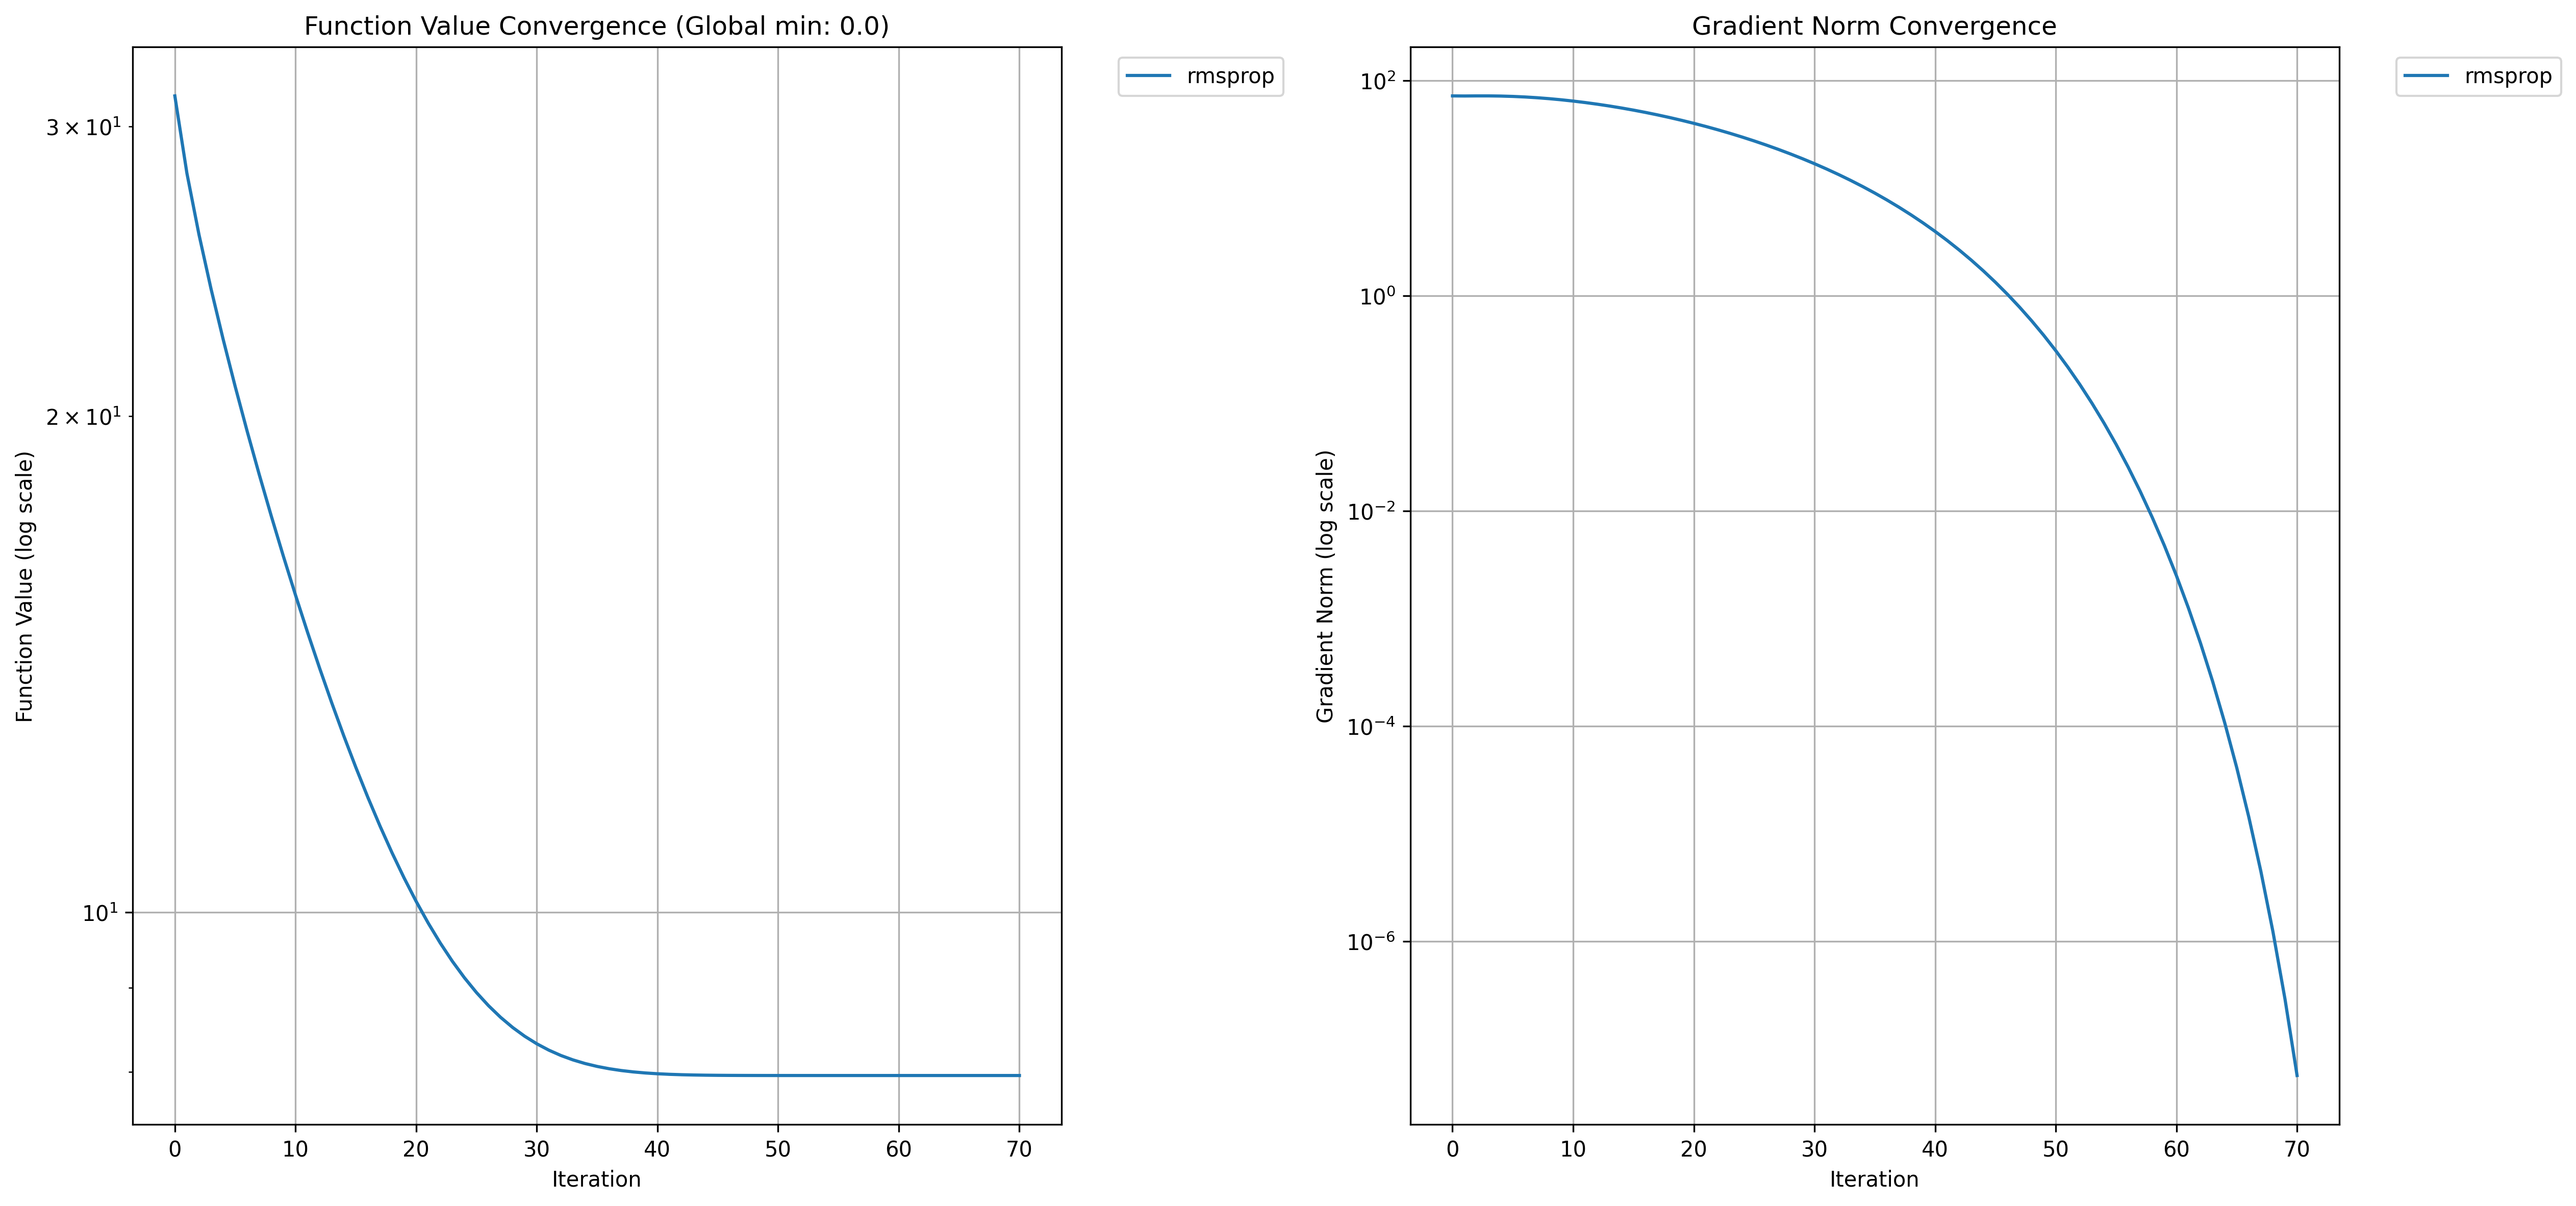 Function Value Convergence (Global min: 0.0)
rmsprop
3 × 10¹
2 × 10¹
10¹
Function Value (log scale)
0 10 20 30 40 50 60 70
Iteration
Gradient Norm Convergence
rmsprop
10²
10⁰
10⁻²
10⁻⁴
10⁻⁶
Gradient Norm (log scale)
0 10 20 30 40 50 60 70
Iteration